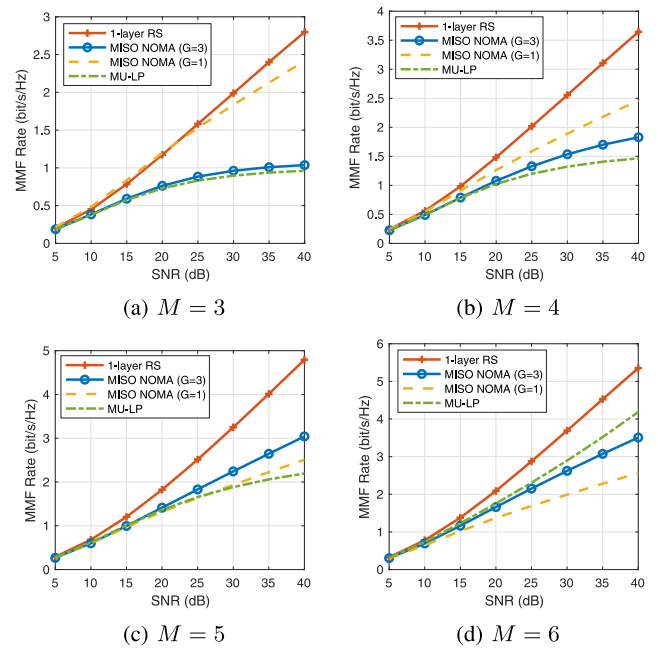 3
2.5
2
1.5
1
0.5
0
MMF Rate (bit/s/Hz)
1-layer RS
MISO NOMA (G=3)
MISO NOMA (G=1)
MU-LP
5 10 15 20 25 30 35 40
SNR (dB)
(a) M = 3
4
3.5
3
2.5
2
1.5
1
0.5
0
MMF Rate (bit/s/Hz)
1-layer RS
MISO NOMA (G=3)
MISO NOMA (G=1)
MU-LP
5 10 15 20 25 30 35 40
SNR (dB)
(b) M = 4
5
4
3
2
1
0
MMF Rate (bit/s/Hz)
1-layer RS
MISO NOMA (G=3)
MISO NOMA (G=1)
MU-LP
5 10 15 20 25 30 35 40
SNR (dB)
(c) M = 5
6
5
4
3
2
1
0
MMF Rate (bit/s/Hz)
1-layer RS
MISO NOMA (G=3)
MISO NOMA (G=1)
MU-LP
5 10 15 20 25 30 35 40
SNR (dB)
(d) M = 6